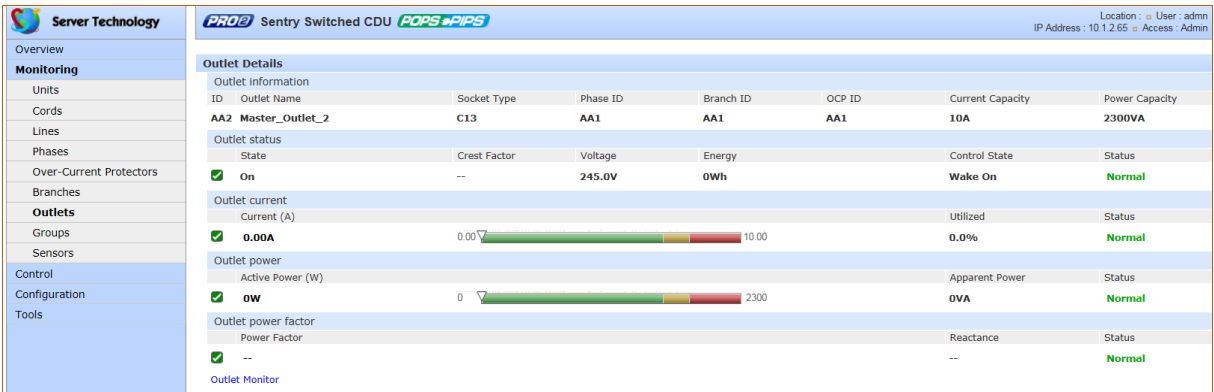 Server Technology
PRO2 Sentry Switched CDU POPS PIPS
Location : User : admn
IP Address : 10.1.2.65 Access : Admin
Overview
Monitoring
Units
Cords
Lines
Phases
Over-Current Protectors
Branches
Outlets
Groups
Sensors
Control
Configuration
Tools
Outlet Details
Outlet information
ID Outlet Name Socket Type Phase ID Branch ID OCP ID Current Capacity Power Capacity
AA2 Master_Outlet_2 C13 AA1 AA1 AA1 10A 2300VA
Outlet status
State Crest Factor Voltage Energy Control State Status
On -- 245.0V 0Wh Wake On Normal
Outlet current
Current (A) Utilized Status
0.00A 0.00 10.00 0.0% Normal
Outlet power
Active Power (W) Apparent Power Status
0W 0 2300 0VA Normal
Outlet power factor
Power Factor Reactance Status
-- -- Normal
Outlet Monitor